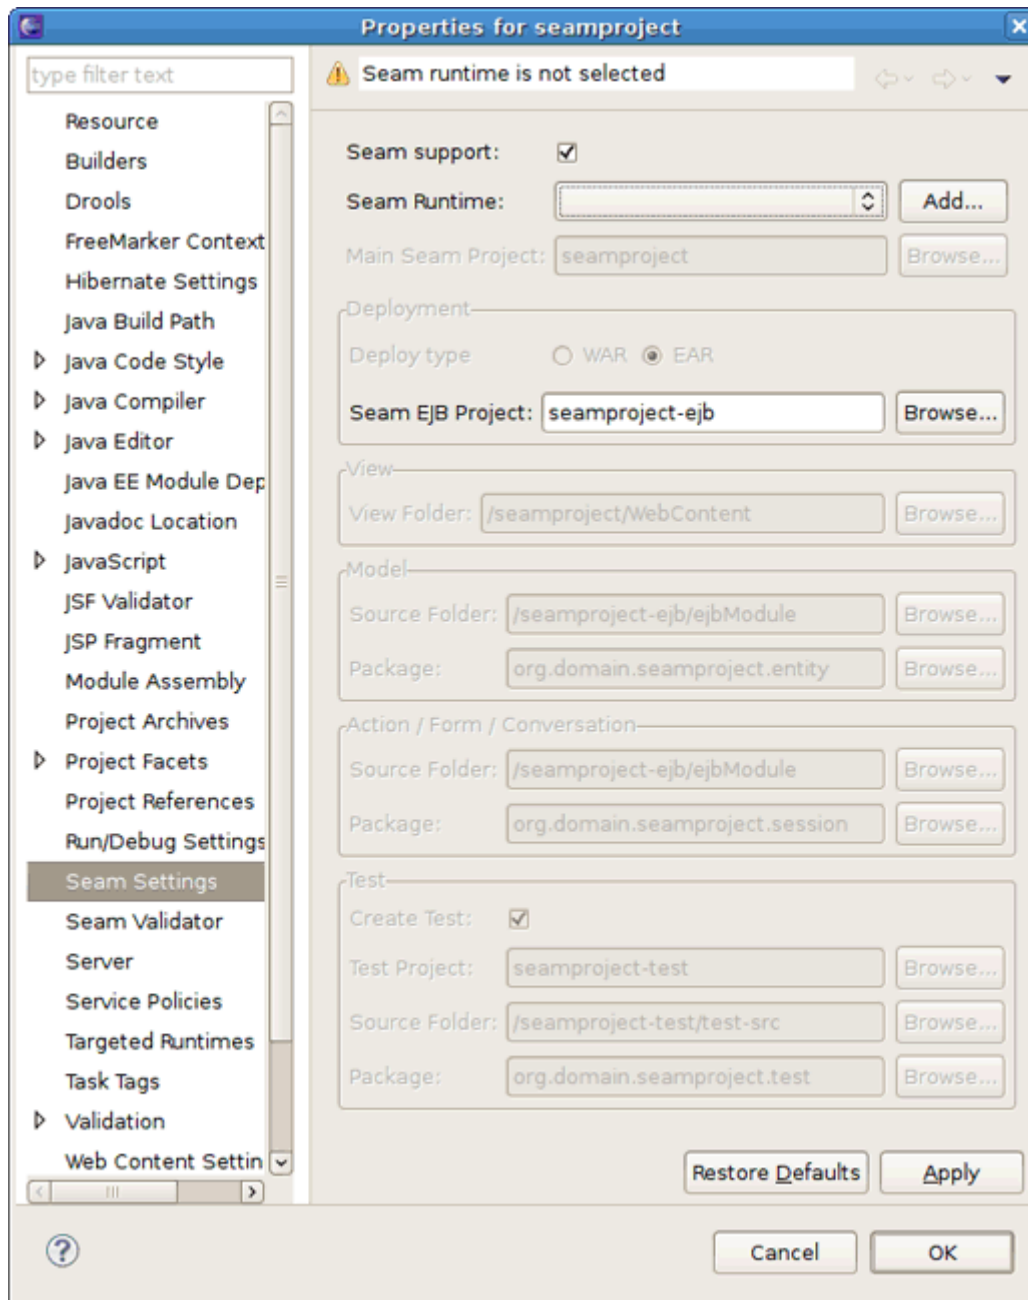 Properties for seamproject
type filter text
Seam runtime is not selected
Resource
Builders
Drools
FreeMarker Context
Hibernate Settings
Java Build Path
Java Code Style
Java Compiler
Java Editor
Java EE Module Dep
Javadoc Location
JavaScript
JSF Validator
JSP Fragment
Module Assembly
Project Archives
Project Facets
Project References
Run/Debug Settings
Seam Settings
Seam Validator
Server
Service Policies
Targeted Runtimes
Task Tags
Validation
Web Content Settin
Seam support:
Seam Runtime: Add...
Main Seam Project: seamproject Browse...
Deployment
Deploy type WAR EAR
Seam EJB Project: seamproject-ejb Browse...
View
View Folder: /seamproject/WebContent Browse...
Model
Source Folder: /seamproject-ejb/ejbModule Browse...
Package: org.domain.seamproject.entity Browse...
Action / Form / Conversation
Source Folder: /seamproject-ejb/ejbModule Browse...
Package: org.domain.seamproject.session Browse...
Test
Create Test:
Test Project: seamproject-test Browse...
Source Folder: /seamproject-test/test-src Browse...
Package: org.domain.seamproject.test Browse...
Restore Defaults Apply
? Cancel OK